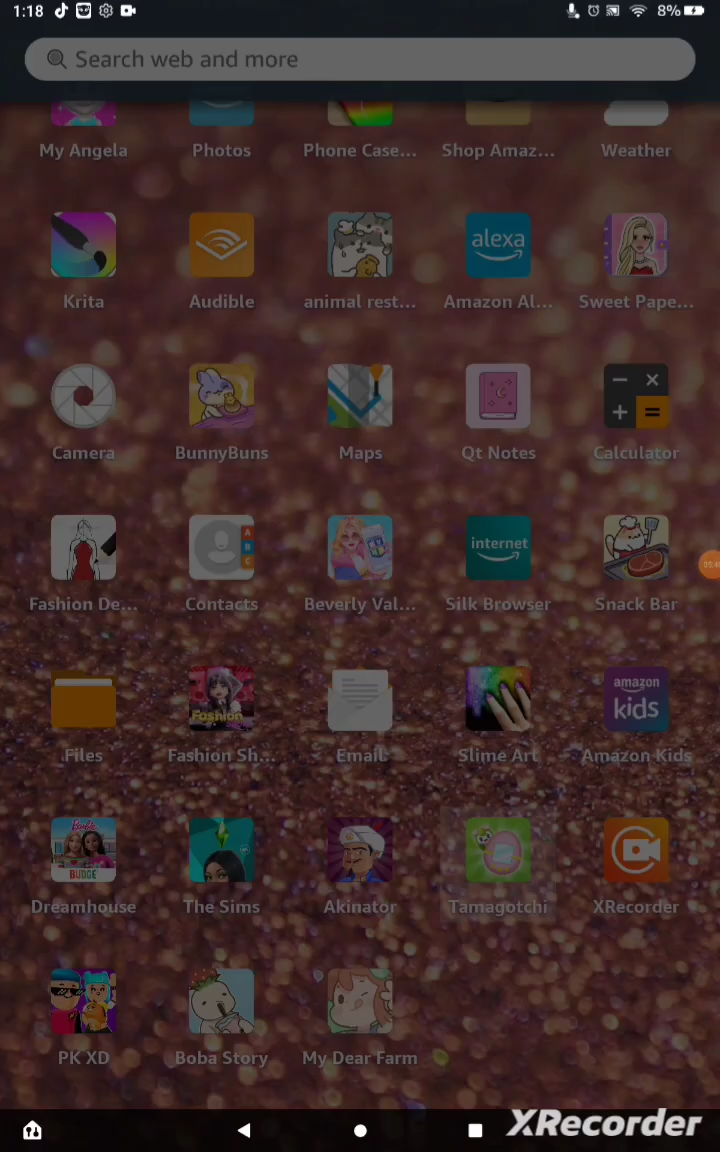 1:18 8%
Search web and more
My Angela Photos Phone Case... Shop Amaz... Weather
alexa
Krita Audible animal rest... Amazon Al... Sweet Pape...
Camera BunnyBuns Maps Qt Notes Calculator
A
B
C
internet
Fashion De... Contacts Beverly Val... Silk Browser Snack Bar
Fashion
amazon
kids
Files Fashion Sh... Email Slime Art Amazon Kids
Barbie
BUDGE
Dreamhouse The Sims Akinator Tamagotchi XRecorder
PK XD Boba Story My Dear Farm
XRecorder